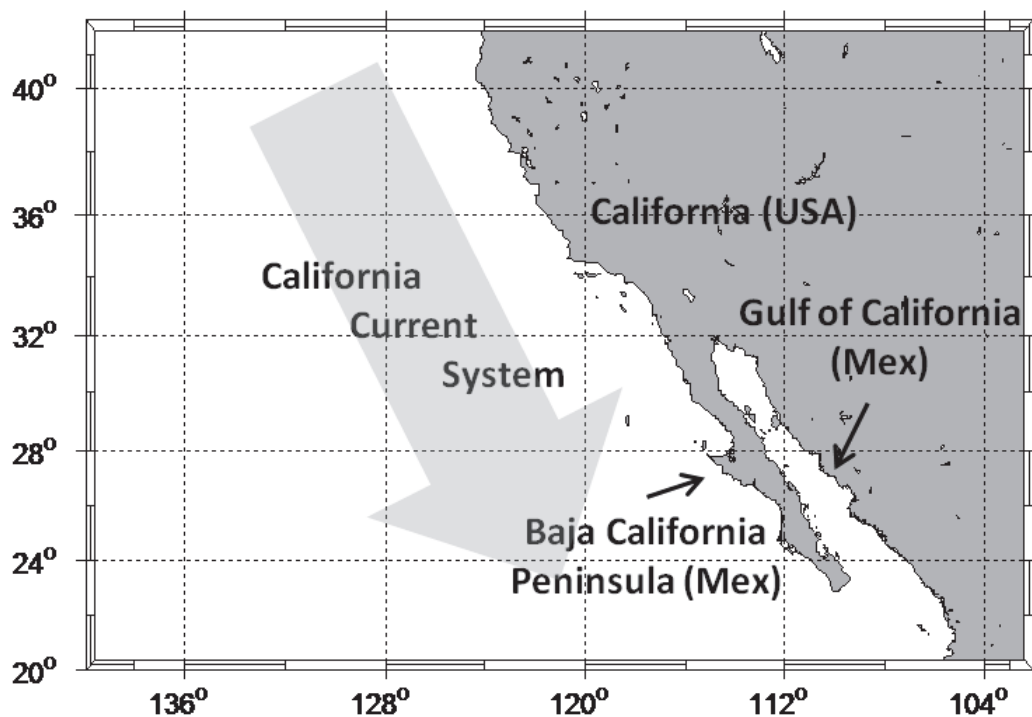 40°
36°
32°
28°
24°
20°
136°
128°
120°
112°
104°
California (USA)
California
Current
System
Gulf of California
(Mex)
Baja California
Peninsula (Mex)